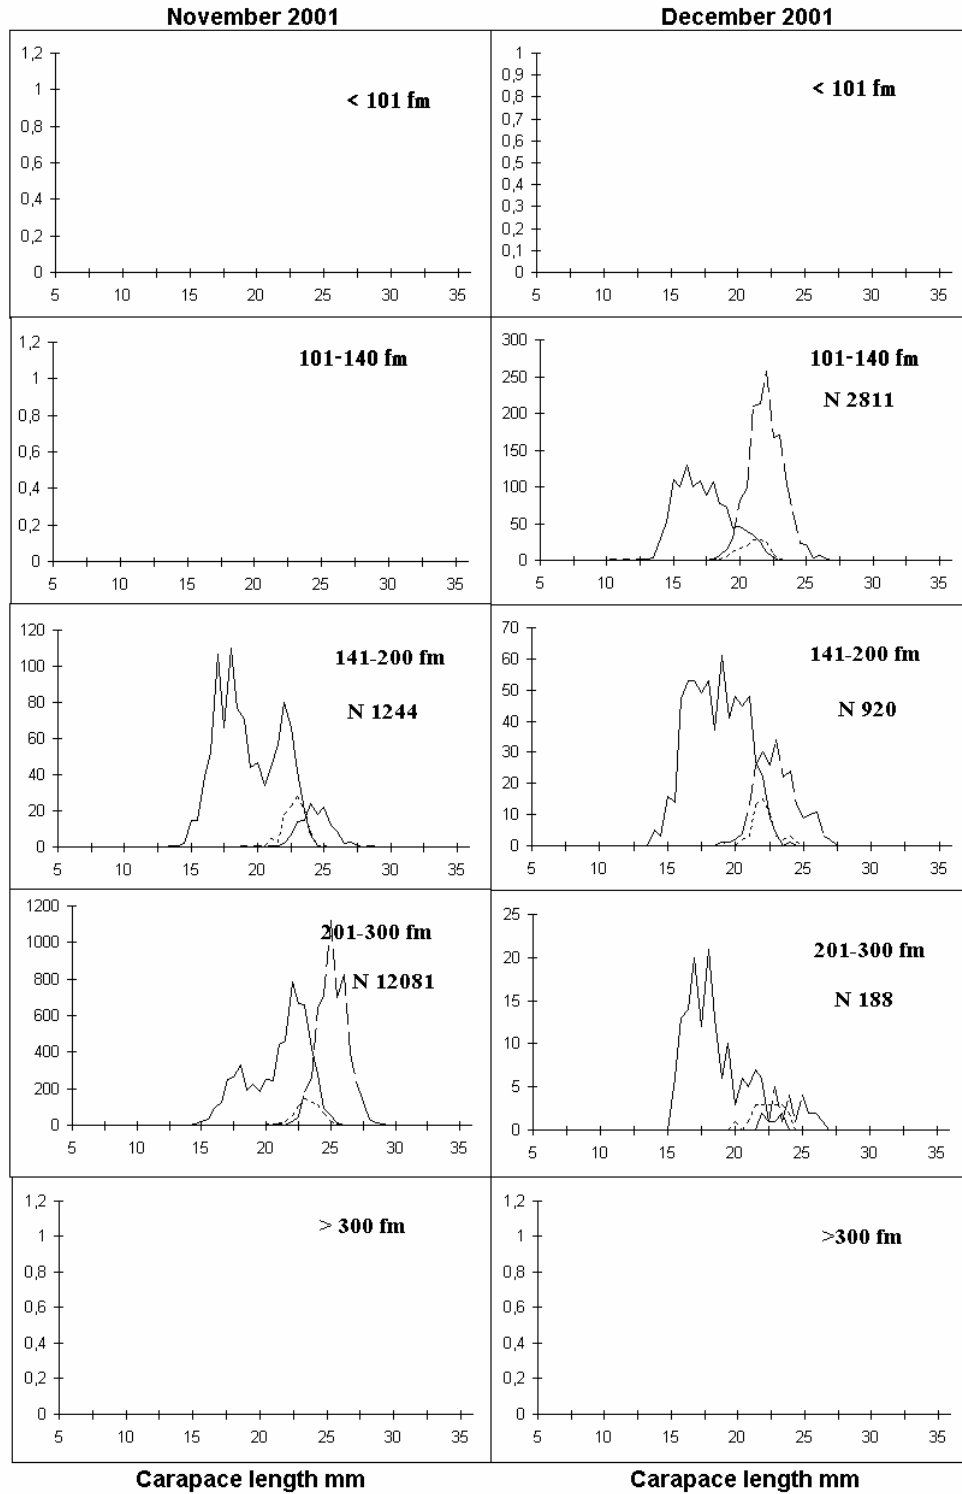 November 2001
December 2001
1,2
1
0,8
0,6
0,4
0,2
0
< 101 fm
5 10 15 20 25 30 35
1
0,9
0,8
0,7
0,6
0,5
0,4
0,3
0,2
0,1
0
< 101 fm
5 10 15 20 25 30 35
1,2
1
0,8
0,6
0,4
0,2
0
101-140 fm
5 10 15 20 25 30 35
300
250
200
150
100
50
0
101-140 fm
N 2811
5 10 15 20 25 30 35
120
100
80
60
40
20
0
141-200 fm
N 1244
5 10 15 20 25 30 35
70
60
50
40
30
20
10
0
141-200 fm
N 920
5 10 15 20 25 30 35
1200
1000
800
600
400
200
0
201-300 fm
N 12081
5 10 15 20 25 30 35
25
20
15
10
5
0
201-300 fm
N 188
5 10 15 20 25 30 35
1,2
1
0,8
0,6
0,4
0,2
0
> 300 fm
5 10 15 20 25 30 35
1,2
1
0,8
0,6
0,4
0,2
0
>300 fm
5 10 15 20 25 30 35
Carapace length mm
Carapace length mm